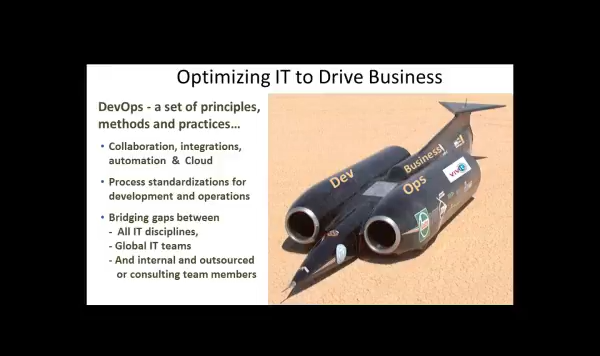 Optimizing IT to Drive Business
DevOps - a set of principles,
methods and practices…
• Collaboration, integrations,
automation & Cloud
• Process standardizations for
development and operations
• Bridging gaps between
- All IT disciplines,
- Global IT teams
- And internal and outsourced
or consulting team members
Dev
Business
Ops